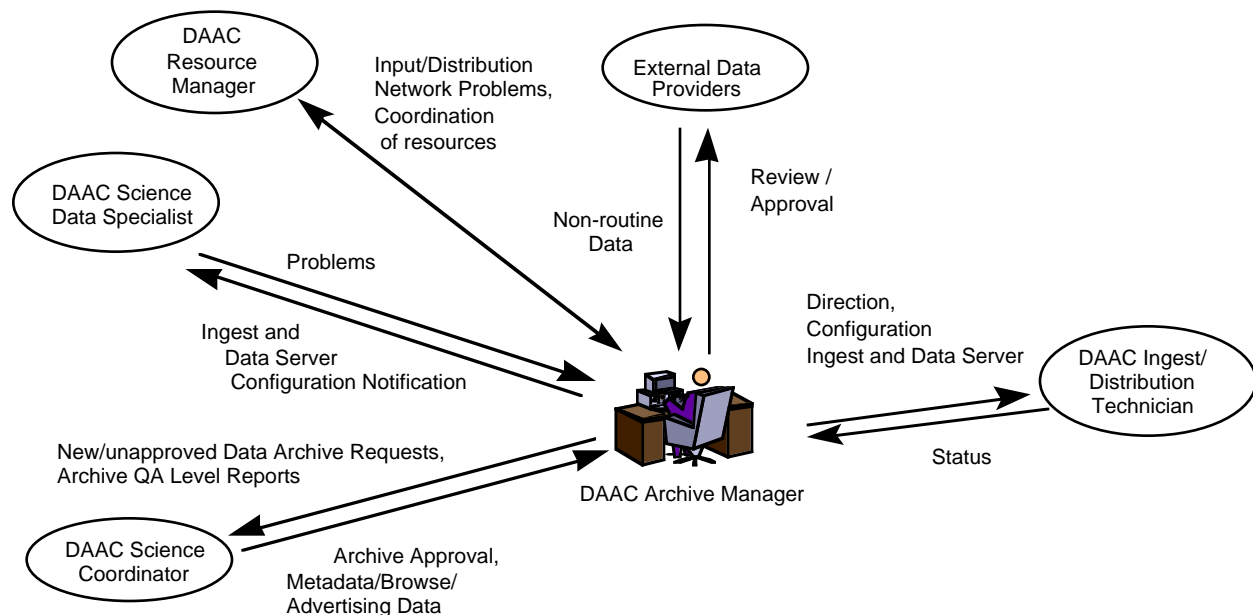 DAAC
Resource
Manager
Input/Distribution
Network Problems,
Coordination
of resources
External Data
Providers
Review /
Approval
Non-routine
Data
DAAC Science
Data Specialist
Problems
Ingest and
Data Server
Configuration Notification
Direction,
Configuration
Ingest and Data Server
DAAC Ingest/
Distribution
Technician
Status
DAAC Archive Manager
New/unapproved Data Archive Requests,
Archive QA Level Reports
DAAC Science
Coordinator
Archive Approval,
Metadata/Browse/
Advertising Data